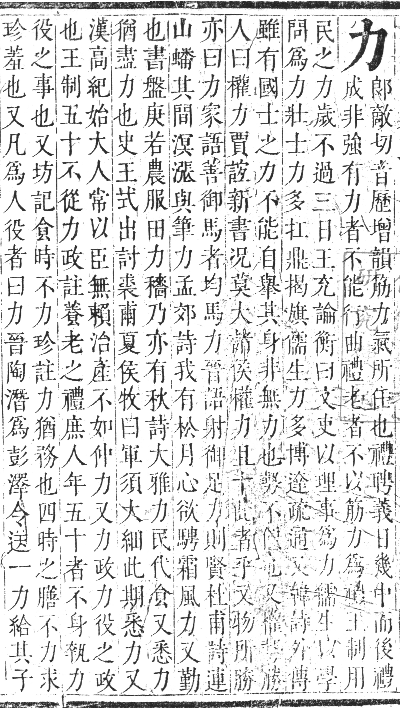 力
郎敵切音歷增韻筋力氣所任也禮聘義日幾中而後禮
成非強有力者不能行曲禮老者不以筋力爲禮王制用
民之力歲不過三日王充論衡曰文吏以理事爲力儒生以學
問爲力壯士力多扛鼎揭旗儒生力多博達疏通又韓詩外傳
雖有國士之力不能自舉其身非無力也勢不便也又權重勝
人曰權力賈誼新書况莫大諸侯權力且十此者乎又物所勝
亦曰力家語善御馬者均馬力晉語射御足力則賢杜甫詩連
山蟠其間溟漲與筆力孟郊詩我有松月心欲騁霜風力又勤
也書盤庚若農服田力穡乃亦有秋詩大雅力民代食又悉力
猶盡力也史王式出討裘甫夏侯牧曰軍須大細此期悉力又
漢高紀始大人常以臣無賴治產不如仲力又力政力役之政
也王制五十不從力政註養老之禮庶人年五十者不身執力
役之事也又坊記食時不力珍註力猶務也四時之膳不力求
珍羞也又凡爲人役者曰力晉陶潛爲彭澤令送一力給其子